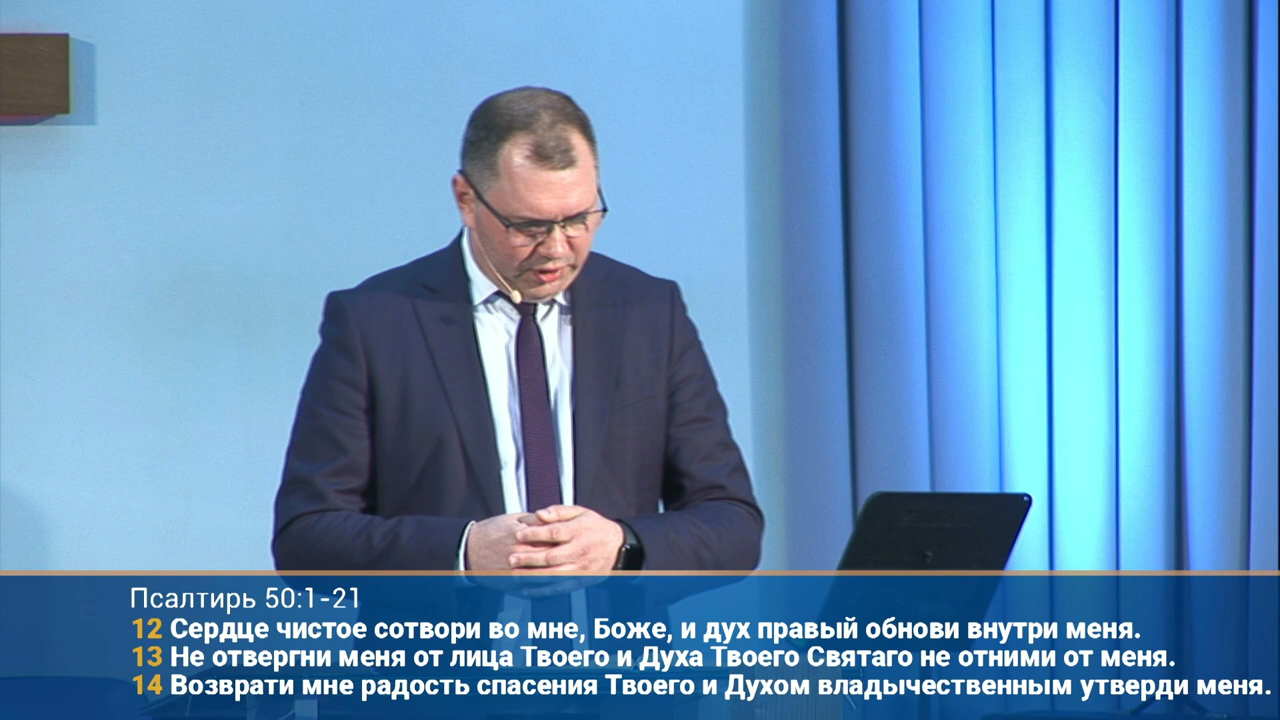 Псалтирь 50:1-21
12 Сердце чистое сотвори во мне, Боже, и дух правый обнови внутри меня.
13 Не отвергни меня от лица Твоего и Духа Твоего Святаго не отними от меня.
14 Возврати мне радость спасения Твоего и Духом владычественным утверди меня.